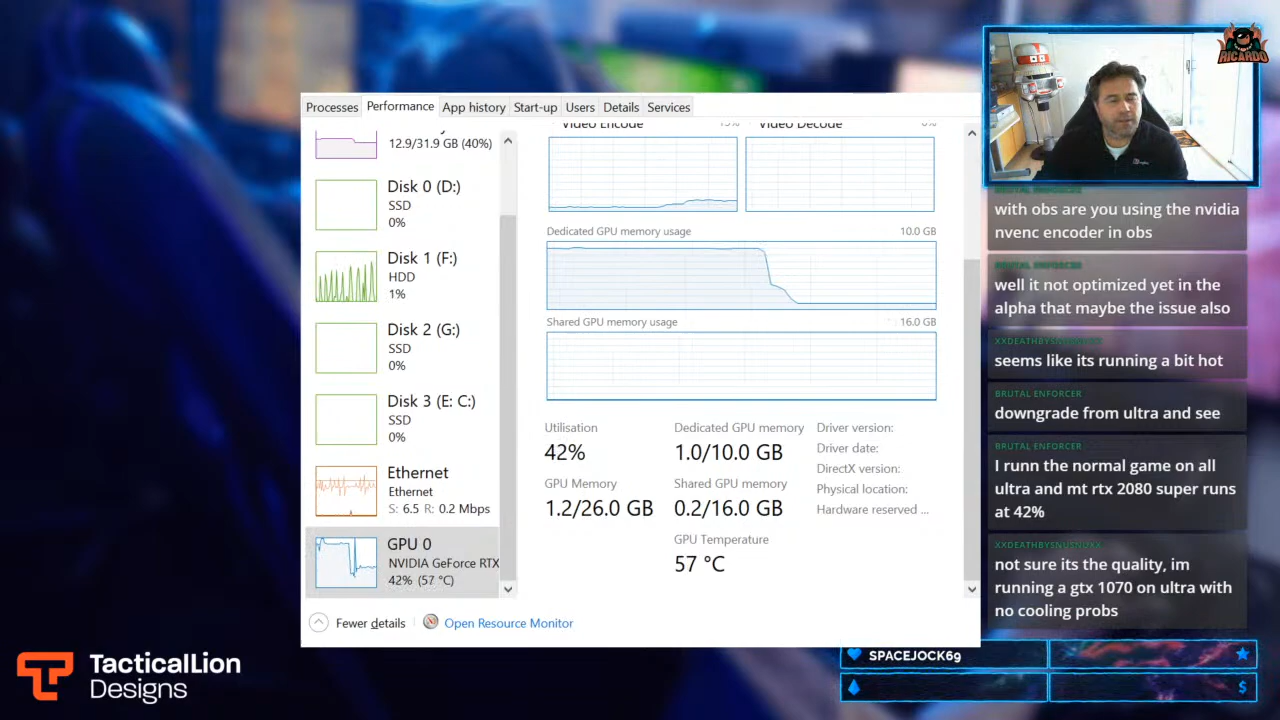 RICARDO
Processes
Performance
App history
Start-up
Users
Details
Services
12.9/31.9 GB (40%)
Disk 0 (D:)
SSD
0%
Disk 1 (F:)
HDD
1%
Disk 2 (G:)
SSD
0%
Disk 3 (E: C:)
SSD
0%
Ethernet
Ethernet
S: 6.5 R: 0.2 Mbps
GPU 0
NVIDIA GeForce RTX
42% (57 °C)
Video Encode
Video Decode
Dedicated GPU memory usage
10.0 GB
Shared GPU memory usage
16.0 GB
Utilisation
42%
Dedicated GPU memory
1.0/10.0 GB
GPU Memory
1.2/26.0 GB
Shared GPU memory
0.2/16.0 GB
GPU Temperature
57 °C
Driver version:
Driver date:
DirectX version:
Physical location:
Hardware reserved ...
Fewer details
Open Resource Monitor
BRUTAL ENFORCER
with obs are you using the nvidia
nvenc encoder in obs
BRUTAL ENFORCER
well it not optimized yet in the
alpha that maybe the issue also
XXDEATHBYSNUSNUXX
seems like its running a bit hot
BRUTAL ENFORCER
downgrade from ultra and see
BRUTAL ENFORCER
I runn the normal game on all
ultra and mt rtx 2080 super runs
at 42%
XXDEATHBYSNUSNUXX
not sure its the quality, im
running a gtx 1070 on ultra with
no cooling probs
SPACEJOCK69
$
TacticalLion
Designs